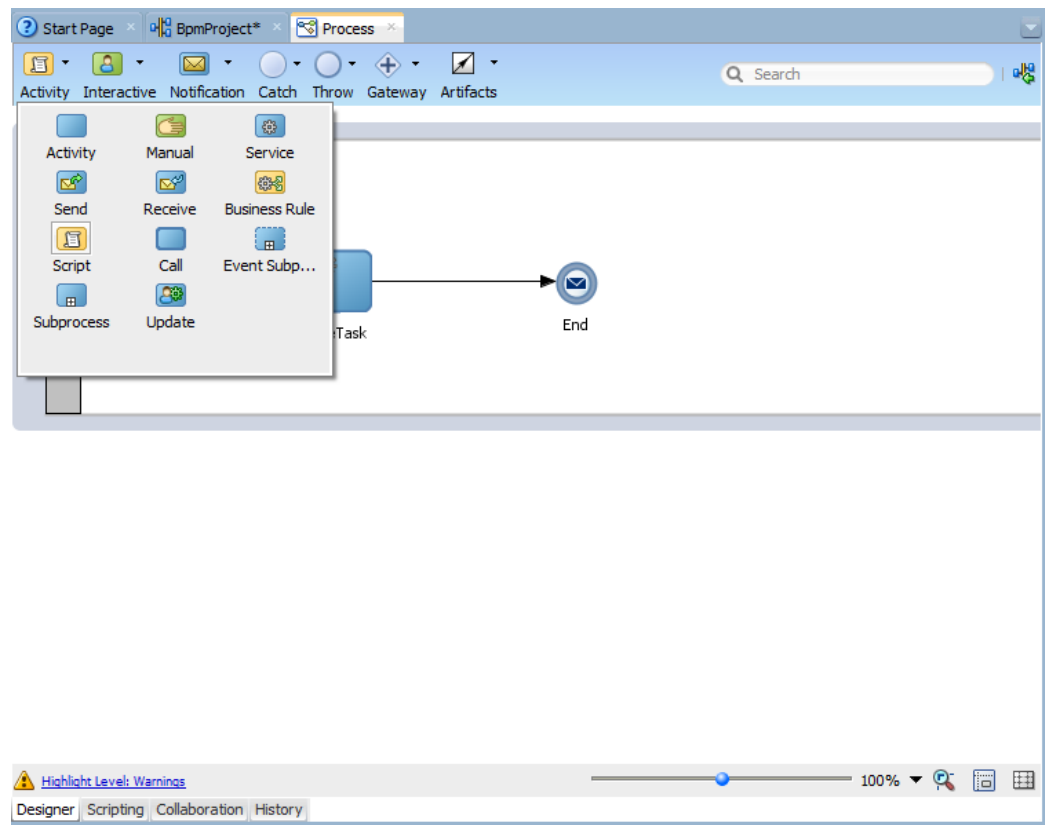 Start Page
BpmProject*
Process
Activity Interactive Notification Catch Throw Gateway Artifacts
Search
Activity Manual Service
Send Receive Business Rule
Script Call Event Subp...
Subprocess Update
Task
End
Highlight Level: Warnings
100%
Designer Scripting Collaboration History